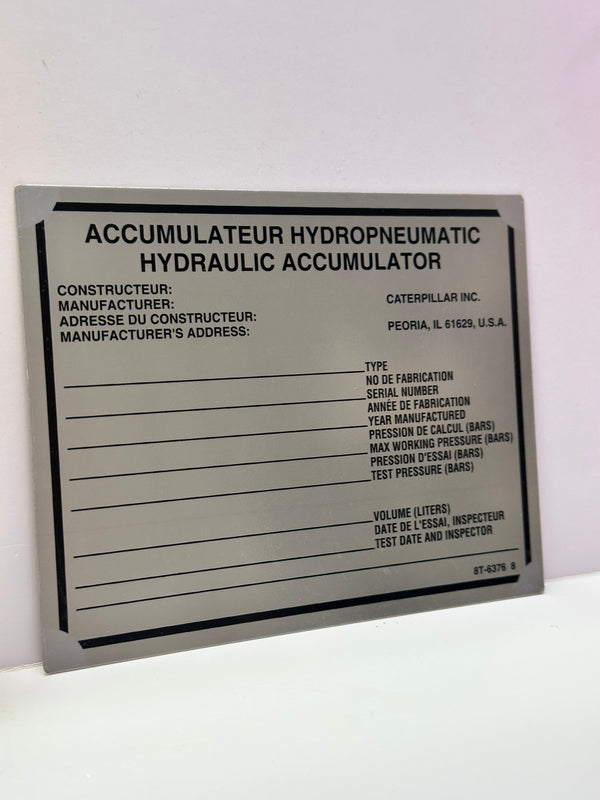 ACCUMULATEUR HYDROPNEUMATIC
HYDRAULIC ACCUMULATOR
CONSTRUCTEUR:
MANUFACTURER: CATERPILLAR INC.
ADRESSE DU CONSTRUCTEUR:
MANUFACTURER'S ADDRESS: PEORIA, IL 61629, U.S.A.
TYPE
NO DE FABRICATION
SERIAL NUMBER
ANNÉE DE FABRICATION
YEAR MANUFACTURED
PRESSION DE CALCUL (BARS)
MAX WORKING PRESSURE (BARS)
PRESSION D'ESSAI (BARS)
TEST PRESSURE (BARS)
VOLUME (LITERS)
DATE DE L'ESSAI, INSPECTEUR
TEST DATE AND INSPECTOR
8T-6376 8